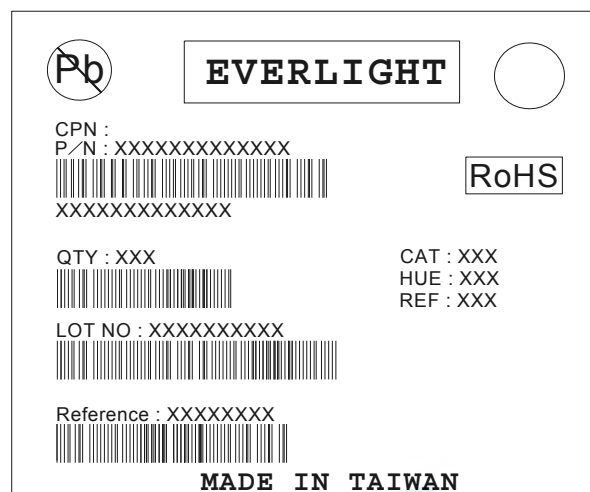 Pb
EVERLIGHT
CPN :
P/N : XXXXXXXXXXXXX
XXXXXXXXXXXXX
RoHS
QTY : XXX
CAT : XXX
HUE : XXX
REF : XXX
LOT NO : XXXXXXXXXX
Reference : XXXXXXXX
MADE IN TAIWAN